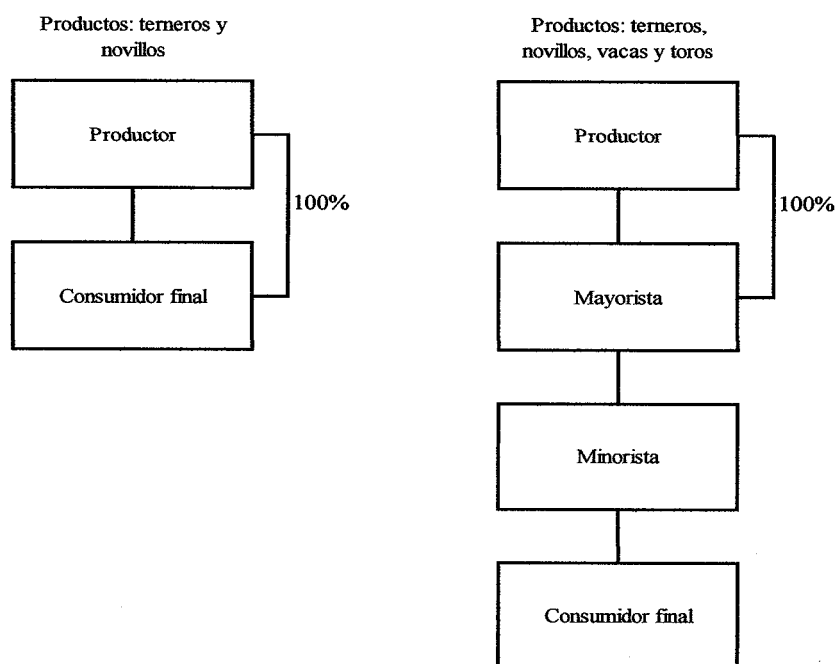 Productos: terneros y
novillos
Productor
100%
Consumidor final
Productos: terneros,
novillos, vacas y toros
Productor
100%
Mayorista
Minorista
Consumidor final